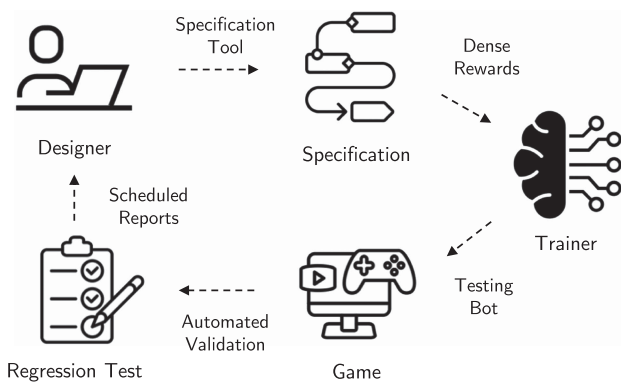 Specification
Tool
Dense
Rewards
Designer
Specification
Scheduled
Reports
Trainer
Testing
Bot
Automated
Validation
Regression Test
Game